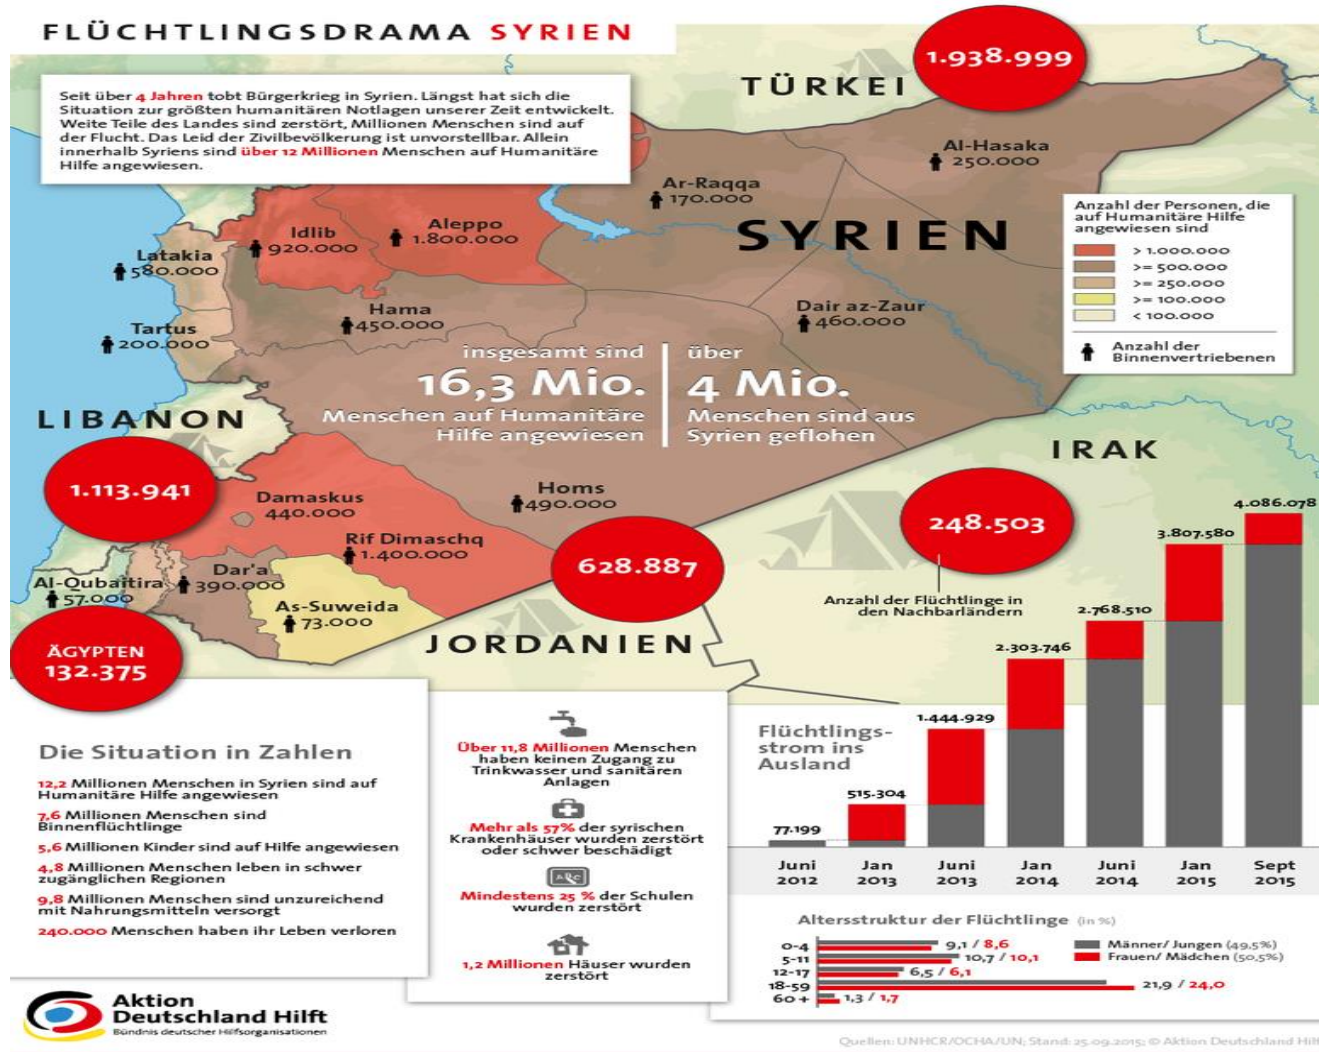 FLÜCHTLINGSDRAMA SYRIEN
Seit über 4 Jahren tobt Bürgerkrieg in Syrien. Längst hat sich die
Situation zur größten humanitären Notlagen unserer Zeit entwickelt.
Weite Teile des Landes sind zerstört, Millionen Menschen sind auf
der Flucht. Das Leid der Zivilbevölkerung ist unvorstellbar. Allein
innerhalb Syriens sind über 12 Millionen Menschen auf Humanitäre
Hilfe angewiesen.
TÜRKEI
1.938.999
Al-Hasaka
250.000
Ar-Raqqa
170.000
SYRIEN
Idlib
920.000
Aleppo
1.800.000
Latakia
580.000
Hama
450.000
Tartus
200.000
Dair az-Zaur
460.000
Anzahl der Personen, die
auf Humanitäre Hilfe
angewiesen sind
> 1.000.000
>= 500.000
>= 250.000
>= 100.000
< 100.000
Anzahl der
Binnenvertriebenen
insgesamt sind
16,3 Mio.
Menschen auf Humanitäre
Hilfe angewiesen
über
4 Mio.
Menschen sind aus
Syrien geflohen
LIBANON
1.113.941
IRAK
248.503
Anzahl der Flüchtlinge in
den Nachbarländern
Damaskus
440.000
Homs
490.000
Rif Dimaschq
1.400.000
628.887
Dar'a
390.000
Al-Qubaitira
57.000
As-Suweida
73.000
JORDANIEN
ÄGYPTEN
132.375
Die Situation in Zahlen
12,2 Millionen Menschen in Syrien sind auf
Humanitäre Hilfe angewiesen
7,6 Millionen Menschen sind
Binnenflüchtlinge
5,6 Millionen Kinder sind auf Hilfe angewiesen
4,8 Millionen Menschen leben in schwer
zugänglichen Regionen
9,8 Millionen Menschen sind unzureichend
mit Nahrungsmitteln versorgt
240.000 Menschen haben ihr Leben verloren
Über 11,8 Millionen Menschen
haben keinen Zugang zu
Trinkwasser und sanitären
Anlagen
Mehr als 57% der syrischen
Krankenhäuser wurden zerstört
oder schwer beschädigt
ABC
Mindestens 25 % der Schulen
wurden zerstört
1,2 Millionen Häuser wurden
zerstört
Flüchtlings-
strom ins
Ausland
77.199
515.304
1.444.929
2.303.746
2.768.510
3.807.580
4.086.078
Juni Jan Juni Jan Juni Jan Sept
2012 2013 2013 2014 2014 2015 2015
Altersstruktur der Flüchtlinge (in %)
0-4 9,1 / 8,6
5-11 10,7 / 10,1
12-17 6,5 / 6,1
18-59 21,9 / 24,0
60 + 1,3 / 1,7
Männer/ Jungen (49,5%)
Frauen/ Mädchen (50,5%)
Aktion
Deutschland Hilft
Bündnis deutscher Hilfsorganisationen
Quellen: UNHCR/OCHA/UN; Stand: 25.09.2015; © Aktion Deutschland Hilf